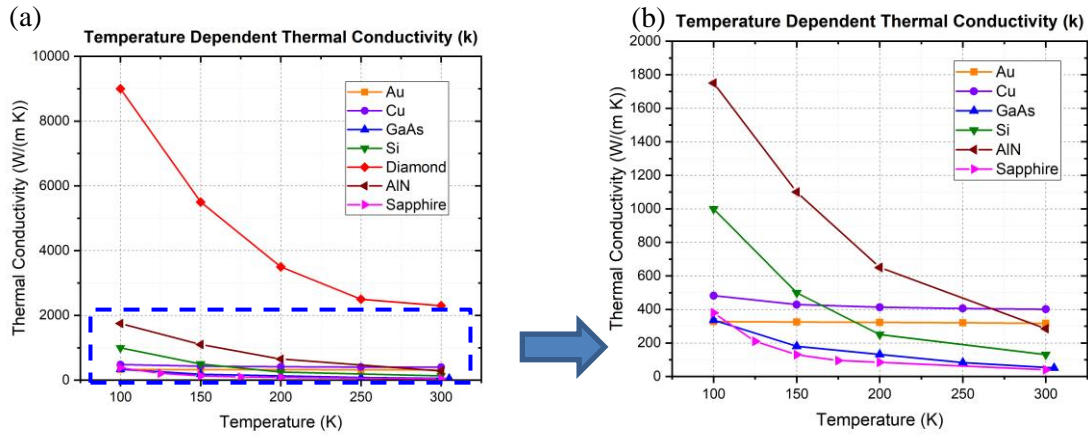 (a)
Temperature Dependent Thermal Conductivity (k)
Thermal Conductivity (W/(m K))
10000
8000
6000
4000
2000
0
Au
Cu
GaAs
Si
Diamond
AlN
Sapphire
100 150 200 250 300
Temperature (K)
(b)
Temperature Dependent Thermal Conductivity (k)
Thermal Conductivity (W/(m K))
1800
1600
1400
1200
1000
800
600
400
200
0
Au
Cu
GaAs
Si
AlN
Sapphire
100 150 200 250 300
Temperature (K)